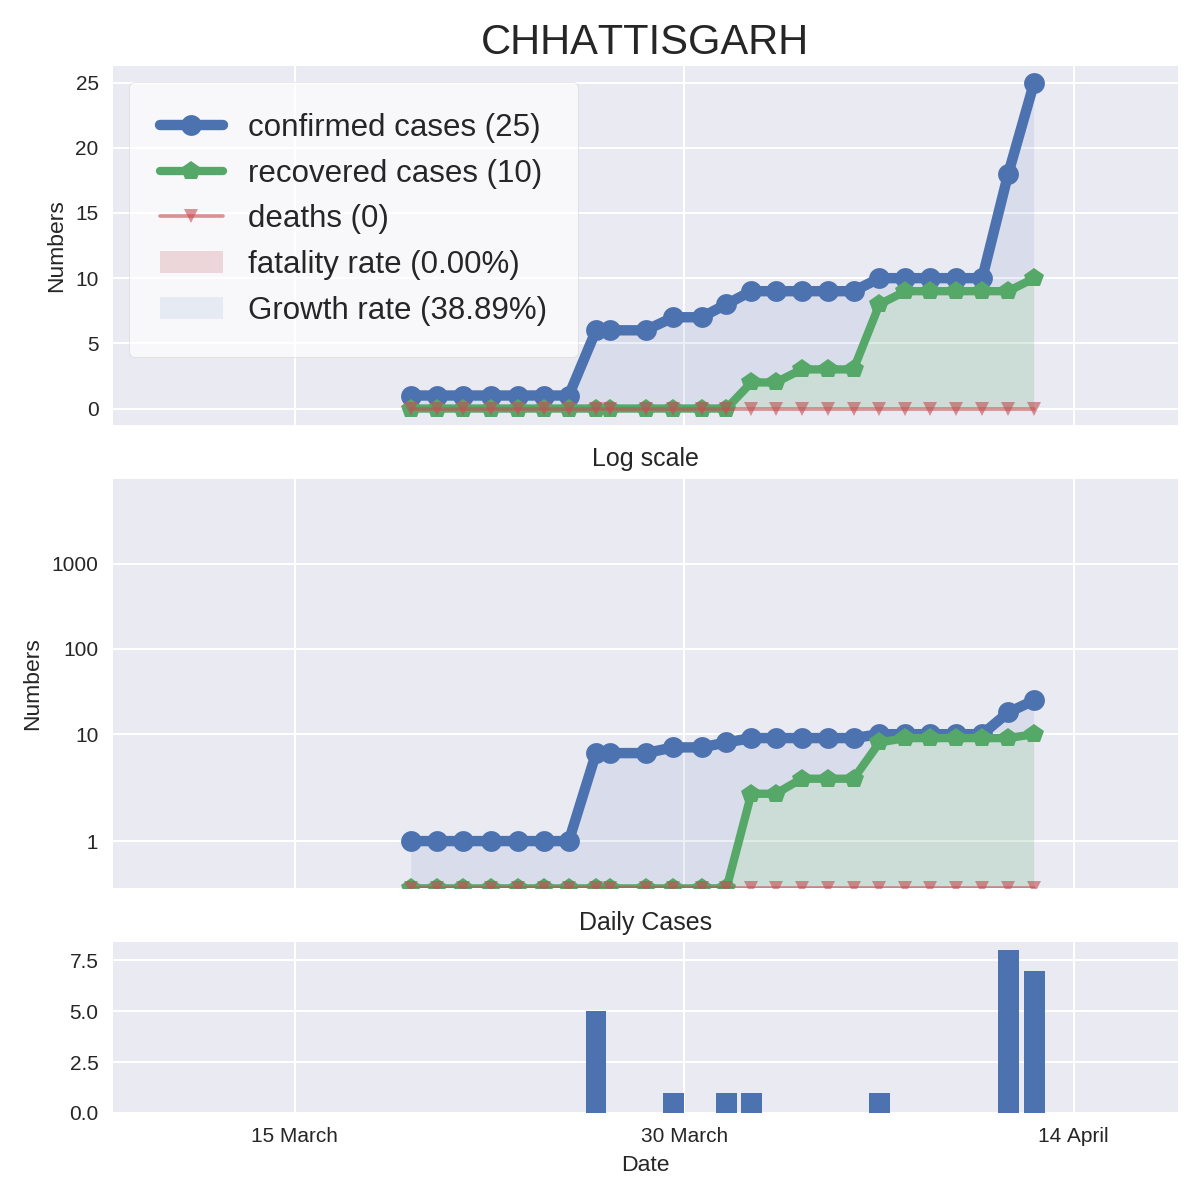 CHHATTISGARH
25
20
15
10
5
0
Numbers
confirmed cases (25)
recovered cases (10)
deaths (0)
fatality rate (0.00%)
Growth rate (38.89%)
Log scale
1000
100
10
1
Numbers
Daily Cases
7.5
5.0
2.5
0.0
15 March 30 March 14 April
Date